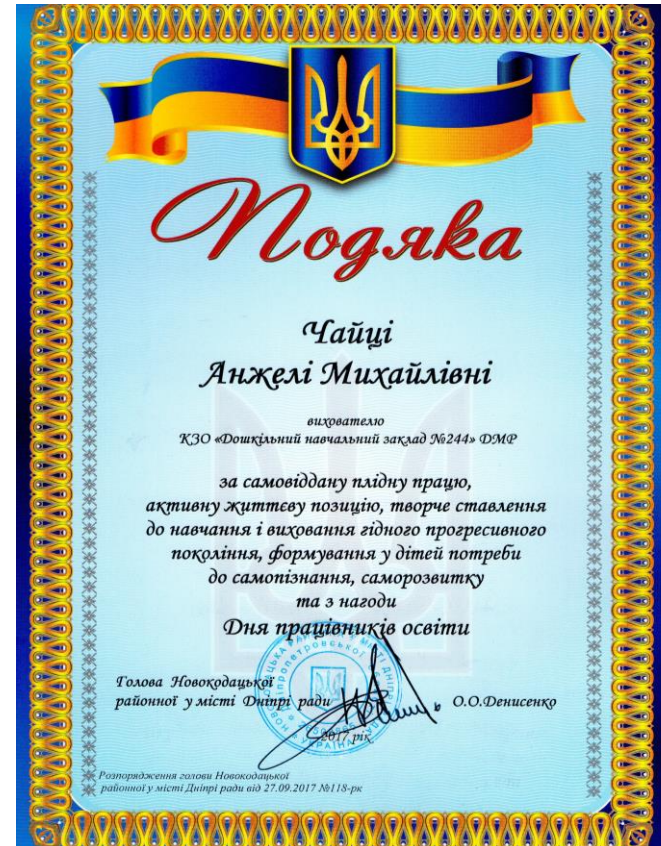 Подяка
Чайці
Анжелі Михайлівні
вихователю
КЗО «Дошкільний навчальний заклад №244» ДМР
за самовіддану плідну працю,
активну життєву позицію, творче ставлення
до навчання і виховання гідного прогресивного
покоління, формування у дітей потреби
до самопізнання, саморозвитку
та з нагоди
Дня працівників освіти
Голова Новокодацької
районної у місті Дніпрі ради О.О.Денисенко
2017 рік
Розпорядження голови Новокодацької
районної у місті Дніпрі ради від 27.09.2017 №118-рк